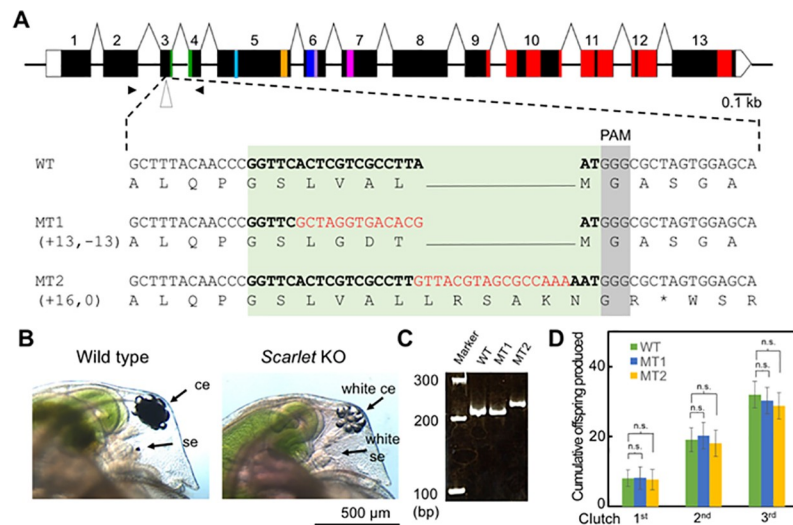 A
1 2 3 4 5 6 7 8 9 10 11 12 13
0.1 kb
PAM
WT GCTTTACAACCCGGTTCACTCGTCGCCTTA ATGGGCGCTAGTGGAGCA
A L Q P G S L V A L M G A S G A
MT1 GCTTTACAACCCGGTTCGCTAGGTGACACG ATGGGCGCTAGTGGAGCA
(+13,-13) A L Q P G S L G D T M G A S G A
MT2 GCTTTACAACCCGGTTCACTCGTCGCCTTGTTACGTAGCGCCAAAAATGGGCGCTAGTGGAGCA
(+16,0) A L Q P G S L V A L L R S A K N G R * W S R
B
Wild type Scarlet KO
ce
se
white ce
white
se
500 µm
C
Marker WT MT1 MT2
300
200
100
(bp)
D
Cumulative offspring produced
40
20
0
WT
MT1
MT2
n.s.
n.s.
n.s.
n.s.
n.s.
n.s.
Clutch 1st 2nd 3rd